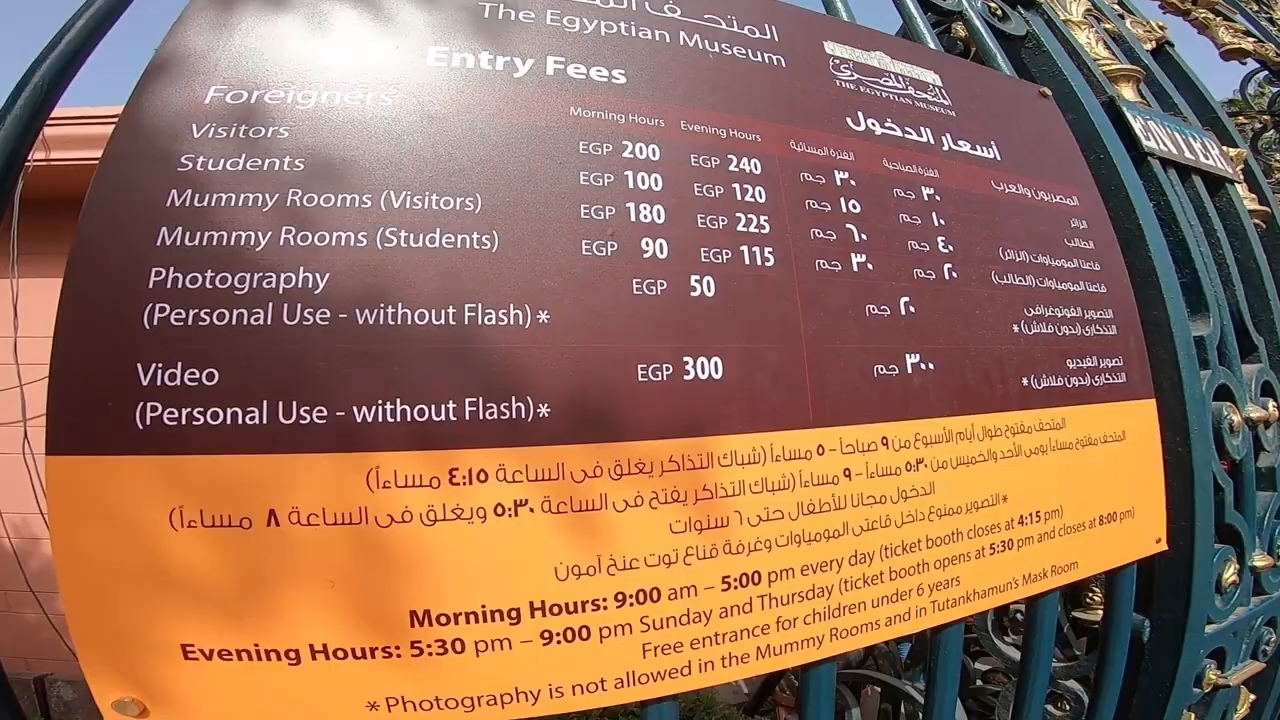 المتحف
The Egyptian Museum
المتحف المصري
THE EGYPTIAN MUSEUM
ENTER
Entry Fees
أسعار الدخول
Foreigners Morning Hours Evening Hours الفترة المسائية الفترة الصباحية المصريون والعرب
Visitors EGP 200 EGP 240 ٣٠ جم ٣٠ جم الزائر
Students EGP 100 EGP 120 ١٥ جم ١٠ جم الطالب
Mummy Rooms (Visitors) EGP 180 EGP 225 ٦٠ جم ٤٠ جم قاعتا المومياوات (الزائر)
Mummy Rooms (Students) EGP 90 EGP 115 ٣٠ جم ٢٠ جم قاعتا المومياوات (الطالب)
Photography EGP 50 ٢٠ جم التصوير الفوتوغرافى
(Personal Use - without Flash)* التذكارى (بدون فلاش)*
Video EGP 300 ٣٠٠ جم تصوير الفيديو
(Personal Use - without Flash)* التذكارى (بدون فلاش)*
المتحف مفتوح طوال أيام الأسبوع من ٩ صباحاً – ٥ مساءاً (شباك التذاكر يغلق فى الساعة ٤:١٥ مساءاً)
المتحف مفتوح مساءاً يومى الأحد والخميس من ٥:٣٠ مساءاً – ٩ مساءاً (شباك التذاكر يفتح فى الساعة ٥:٣٠ ويغلق فى الساعة ٨ مساءاً)
الدخول مجانا للأطفال حتى ٦ سنوات
*التصوير ممنوع داخل قاعتى المومياوات وغرفة قناع توت عنخ آمون
Morning Hours: 9:00 am – 5:00 pm every day (ticket booth closes at 4:15 pm)
Evening Hours: 5:30 pm – 9:00 pm Sunday and Thursday (ticket booth opens at 5:30 pm and closes at 8:00 pm)
Free entrance for children under 6 years
*Photography is not allowed in the Mummy Rooms and in Tutankhamun's Mask Room